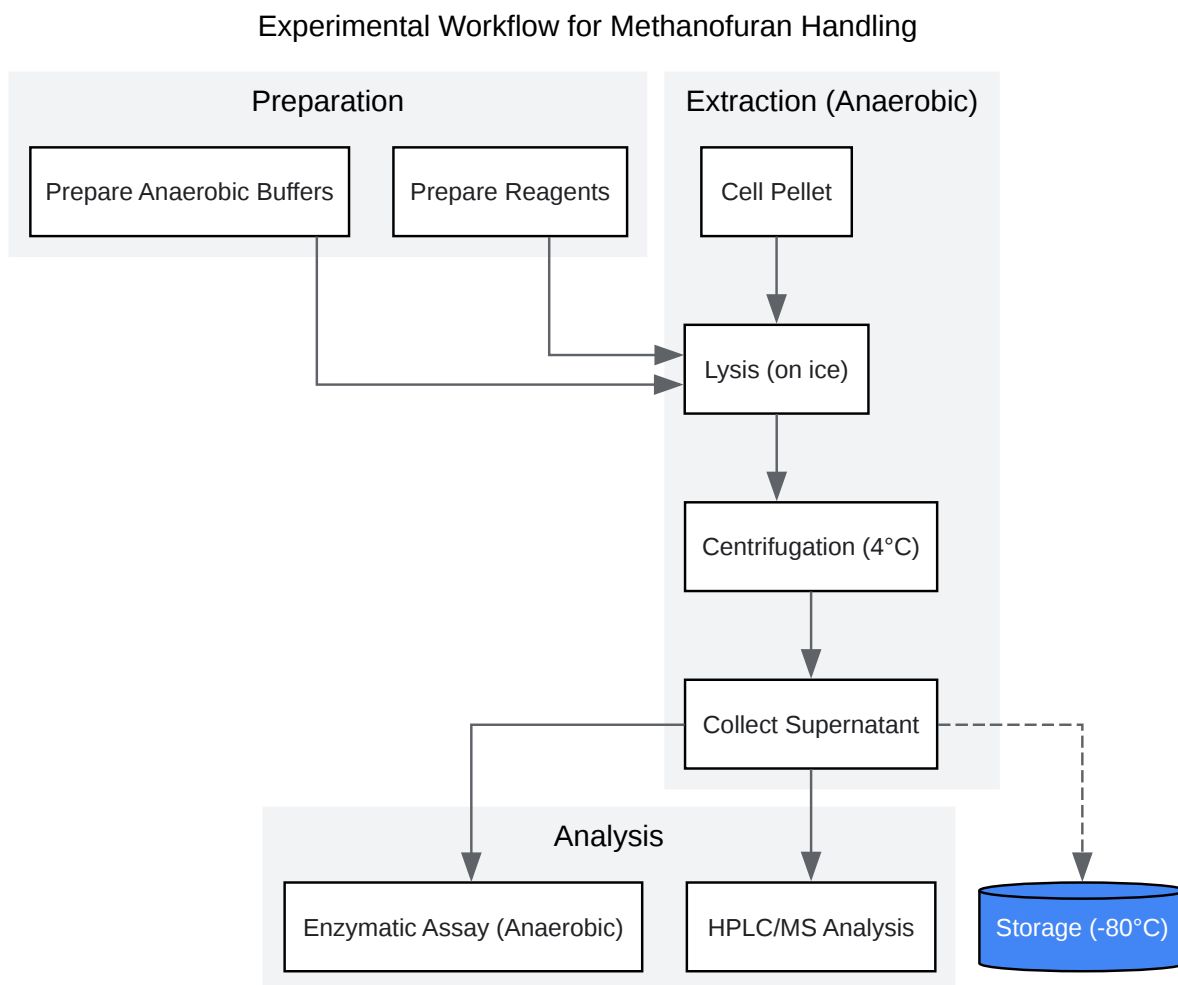 Experimental Workflow for Methanofuran Handling
Preparation
Extraction (Anaerobic)
Prepare Anaerobic Buffers
Prepare Reagents
Cell Pellet
Lysis (on ice)
Centrifugation (4°C)
Collect Supernatant
Analysis
Enzymatic Assay (Anaerobic)
HPLC/MS Analysis
Storage (-80°C)